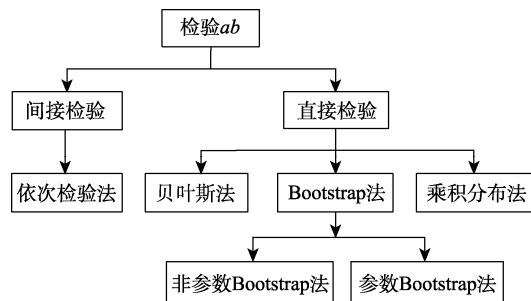 检验ab
间接检验
直接检验
依次检验法
贝叶斯法
Bootstrap法
乘积分布法
非参数Bootstrap法
参数Bootstrap法